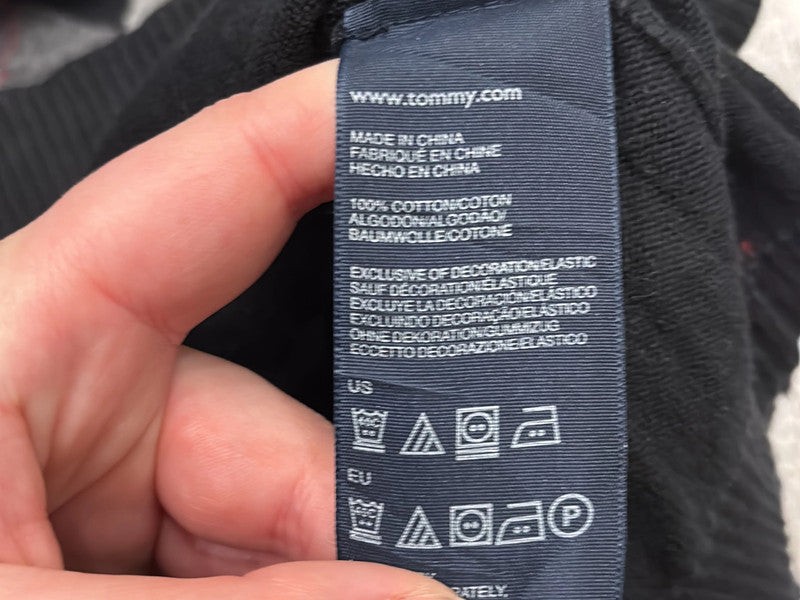 www.tommy.com
MADE IN CHINA
FABRIQUÉ EN CHINE
HECHO EN CHINA
100% COTTON/COTON
ALGODON/ALGODAO/
BAUMWOLLE/COTONE
EXCLUSIVE OF DECORATION/ELASTIC
SAUF DÉCORATION/ÉLASTIQUE
EXCLUYE LA DECORACIÓN/ELÁSTICO
EXCLUINDO DECORAÇÃO/ELÁSTICO
OHNE DEKORATION/GUMMIZUG
ECCETTO DECORAZIONE/ELASTICO
US
EU
P